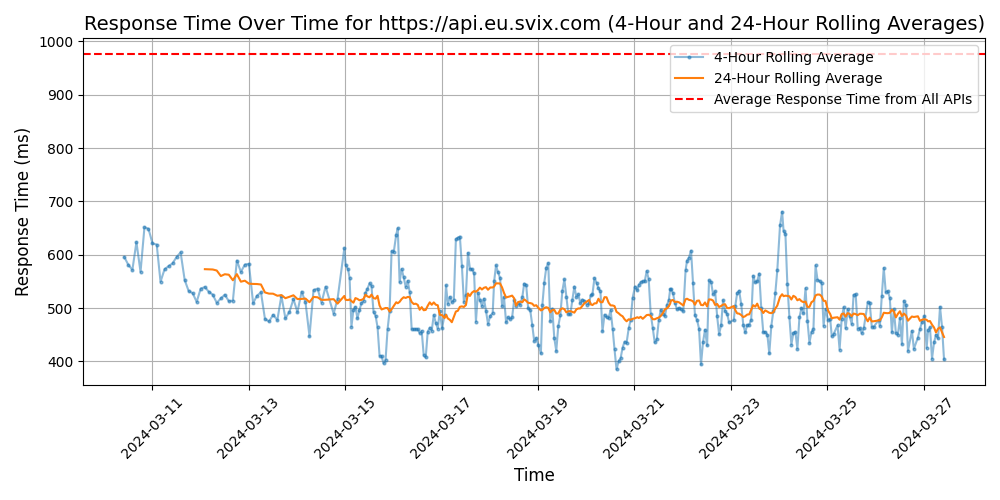 Response Time Over Time for https://api.eu.svix.com (4-Hour and 24-Hour Rolling Averages)
4-Hour Rolling Average
24-Hour Rolling Average
Average Response Time from All APIs
Response Time (ms)
1000
900
800
700
600
500
400
2024-03-11
2024-03-13
2024-03-15
2024-03-17
2024-03-19
2024-03-21
2024-03-23
2024-03-25
2024-03-27
Time